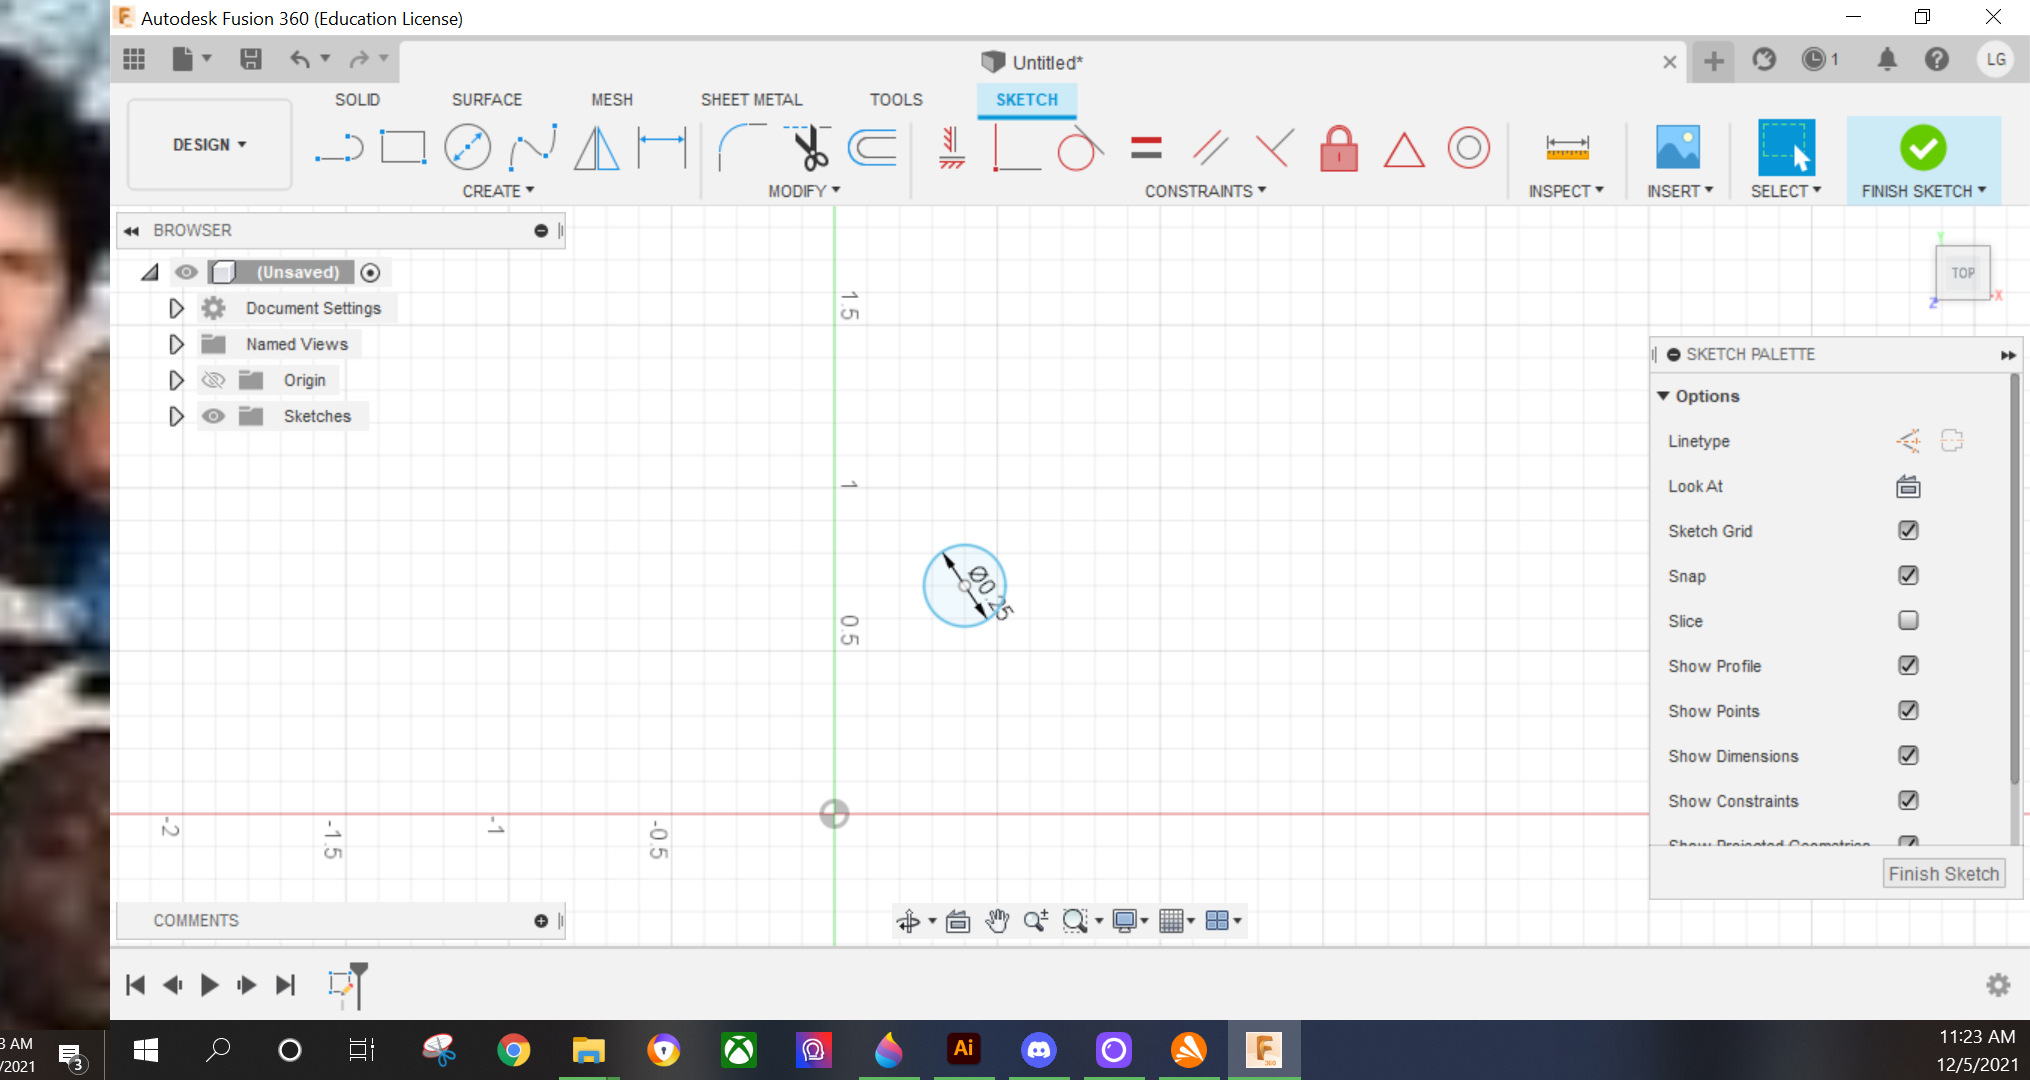 Autodesk Fusion 360 (Education License)
Untitled*
1
LG
SOLID
SURFACE
MESH
SHEET METAL
TOOLS
SKETCH
DESIGN
CREATE
MODIFY
CONSTRAINTS
INSPECT
INSERT
SELECT
FINISH SKETCH
BROWSER
(Unsaved)
Document Settings
Named Views
Origin
Sketches
Y
TOP
X
Z
1.5
1
0.5
Ø0.25
-2
-1.5
-1
-0.5
SKETCH PALETTE
Options
Linetype
Look At
Sketch Grid
Snap
Slice
Show Profile
Show Points
Show Dimensions
Show Constraints
Show Projected Geometries
Finish Sketch
COMMENTS
3 AM
/2021
3
Ai
F
360
11:23 AM
12/5/2021